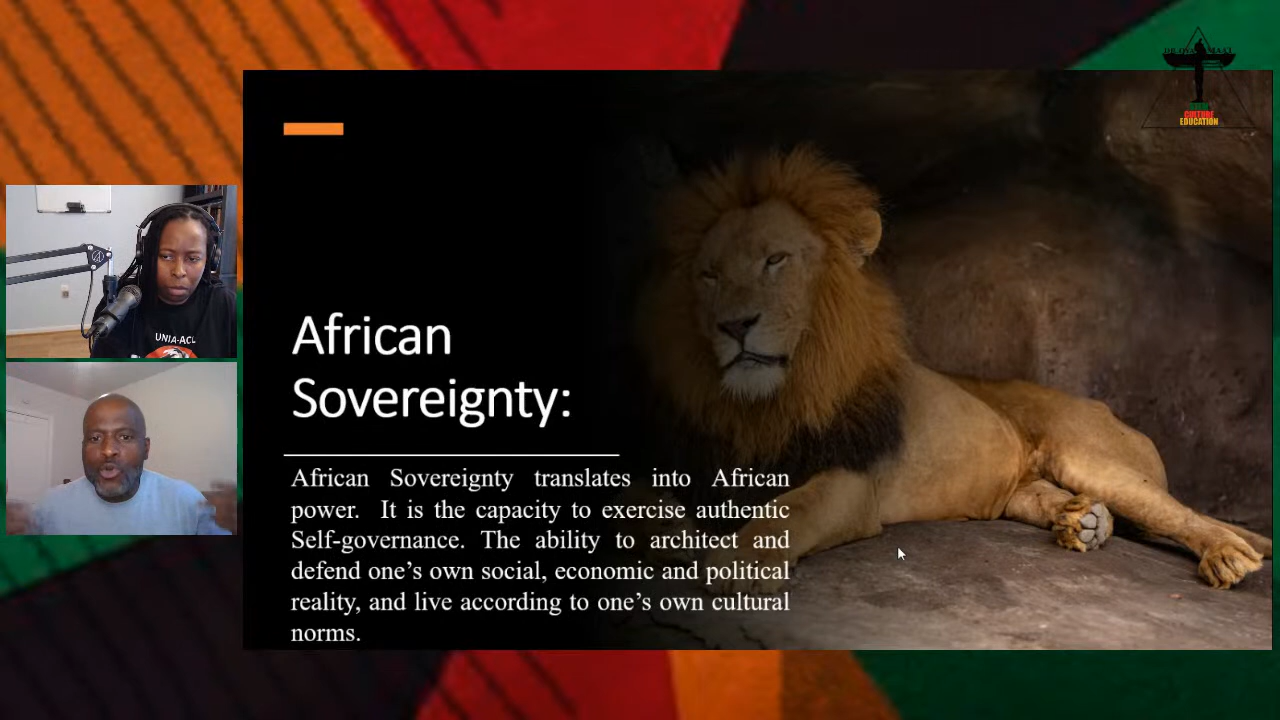 African
Sovereignty:
African Sovereignty translates into African
power. It is the capacity to exercise authentic
Self-governance. The ability to architect and
defend one’s own social, economic and political
reality, and live according to one’s own cultural
norms.
CULTURE
EDUCATION
UNIA-ACL